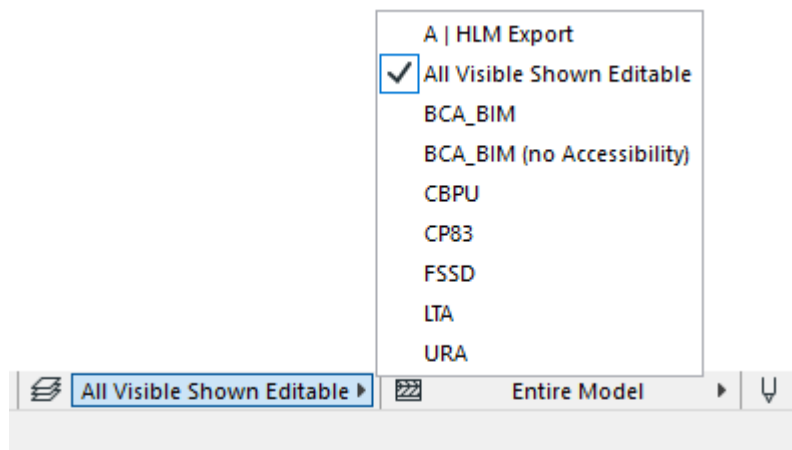 A | HLM Export
All Visible Shown Editable
BCA_BIM
BCA_BIM (no Accessibility)
CBPU
CP83
FSSD
LTA
URA
All Visible Shown Editable
Entire Model